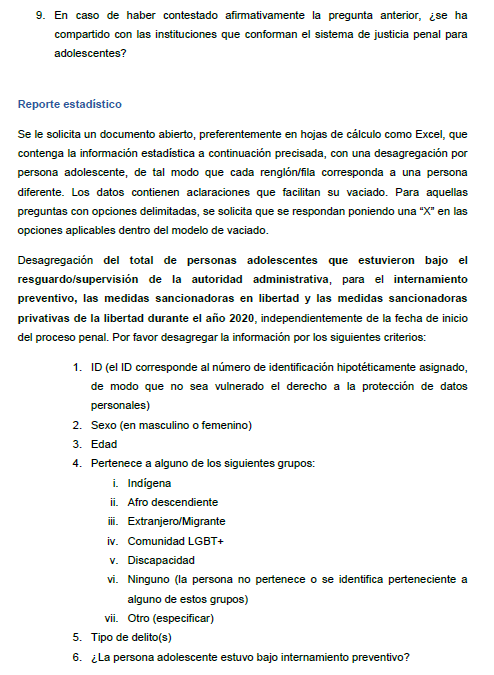 9. En caso de haber contestado afirmativamente la pregunta anterior, ¿se ha
compartido con las instituciones que conforman el sistema de justicia penal para
adolescentes?
Reporte estadístico
Se le solicita un documento abierto, preferentemente en hojas de cálculo como Excel, que
contenga la información estadística a continuación precisada, con una desagregación por
persona adolescente, de tal modo que cada renglón/fila corresponda a una persona
diferente. Los datos contienen aclaraciones que facilitan su vaciado. Para aquellas
preguntas con opciones delimitadas, se solicita que se respondan poniendo una “X” en las
opciones aplicables dentro del modelo de vaciado.
Desagregación del total de personas adolescentes que estuvieron bajo el
resguardo/supervisión de la autoridad administrativa, para el internamiento
preventivo, las medidas sancionadoras en libertad y las medidas sancionadoras
privativas de la libertad durante el año 2020, independientemente de la fecha de inicio
del proceso penal. Por favor desagregar la información por los siguientes criterios:
1. ID (el ID corresponde al número de identificación hipotéticamente asignado,
de modo que no sea vulnerado el derecho a la protección de datos
personales)
2. Sexo (en masculino o femenino)
3. Edad
4. Pertenece a alguno de los siguientes grupos:
i. Indígena
ii. Afro descendiente
iii. Extranjero/Migrante
iv. Comunidad LGBT+
v. Discapacidad
vi. Ninguno (la persona no pertenece o se identifica perteneciente a
alguno de estos grupos)
vii. Otro (especificar)
5. Tipo de delito(s)
6. ¿La persona adolescente estuvo bajo internamiento preventivo?